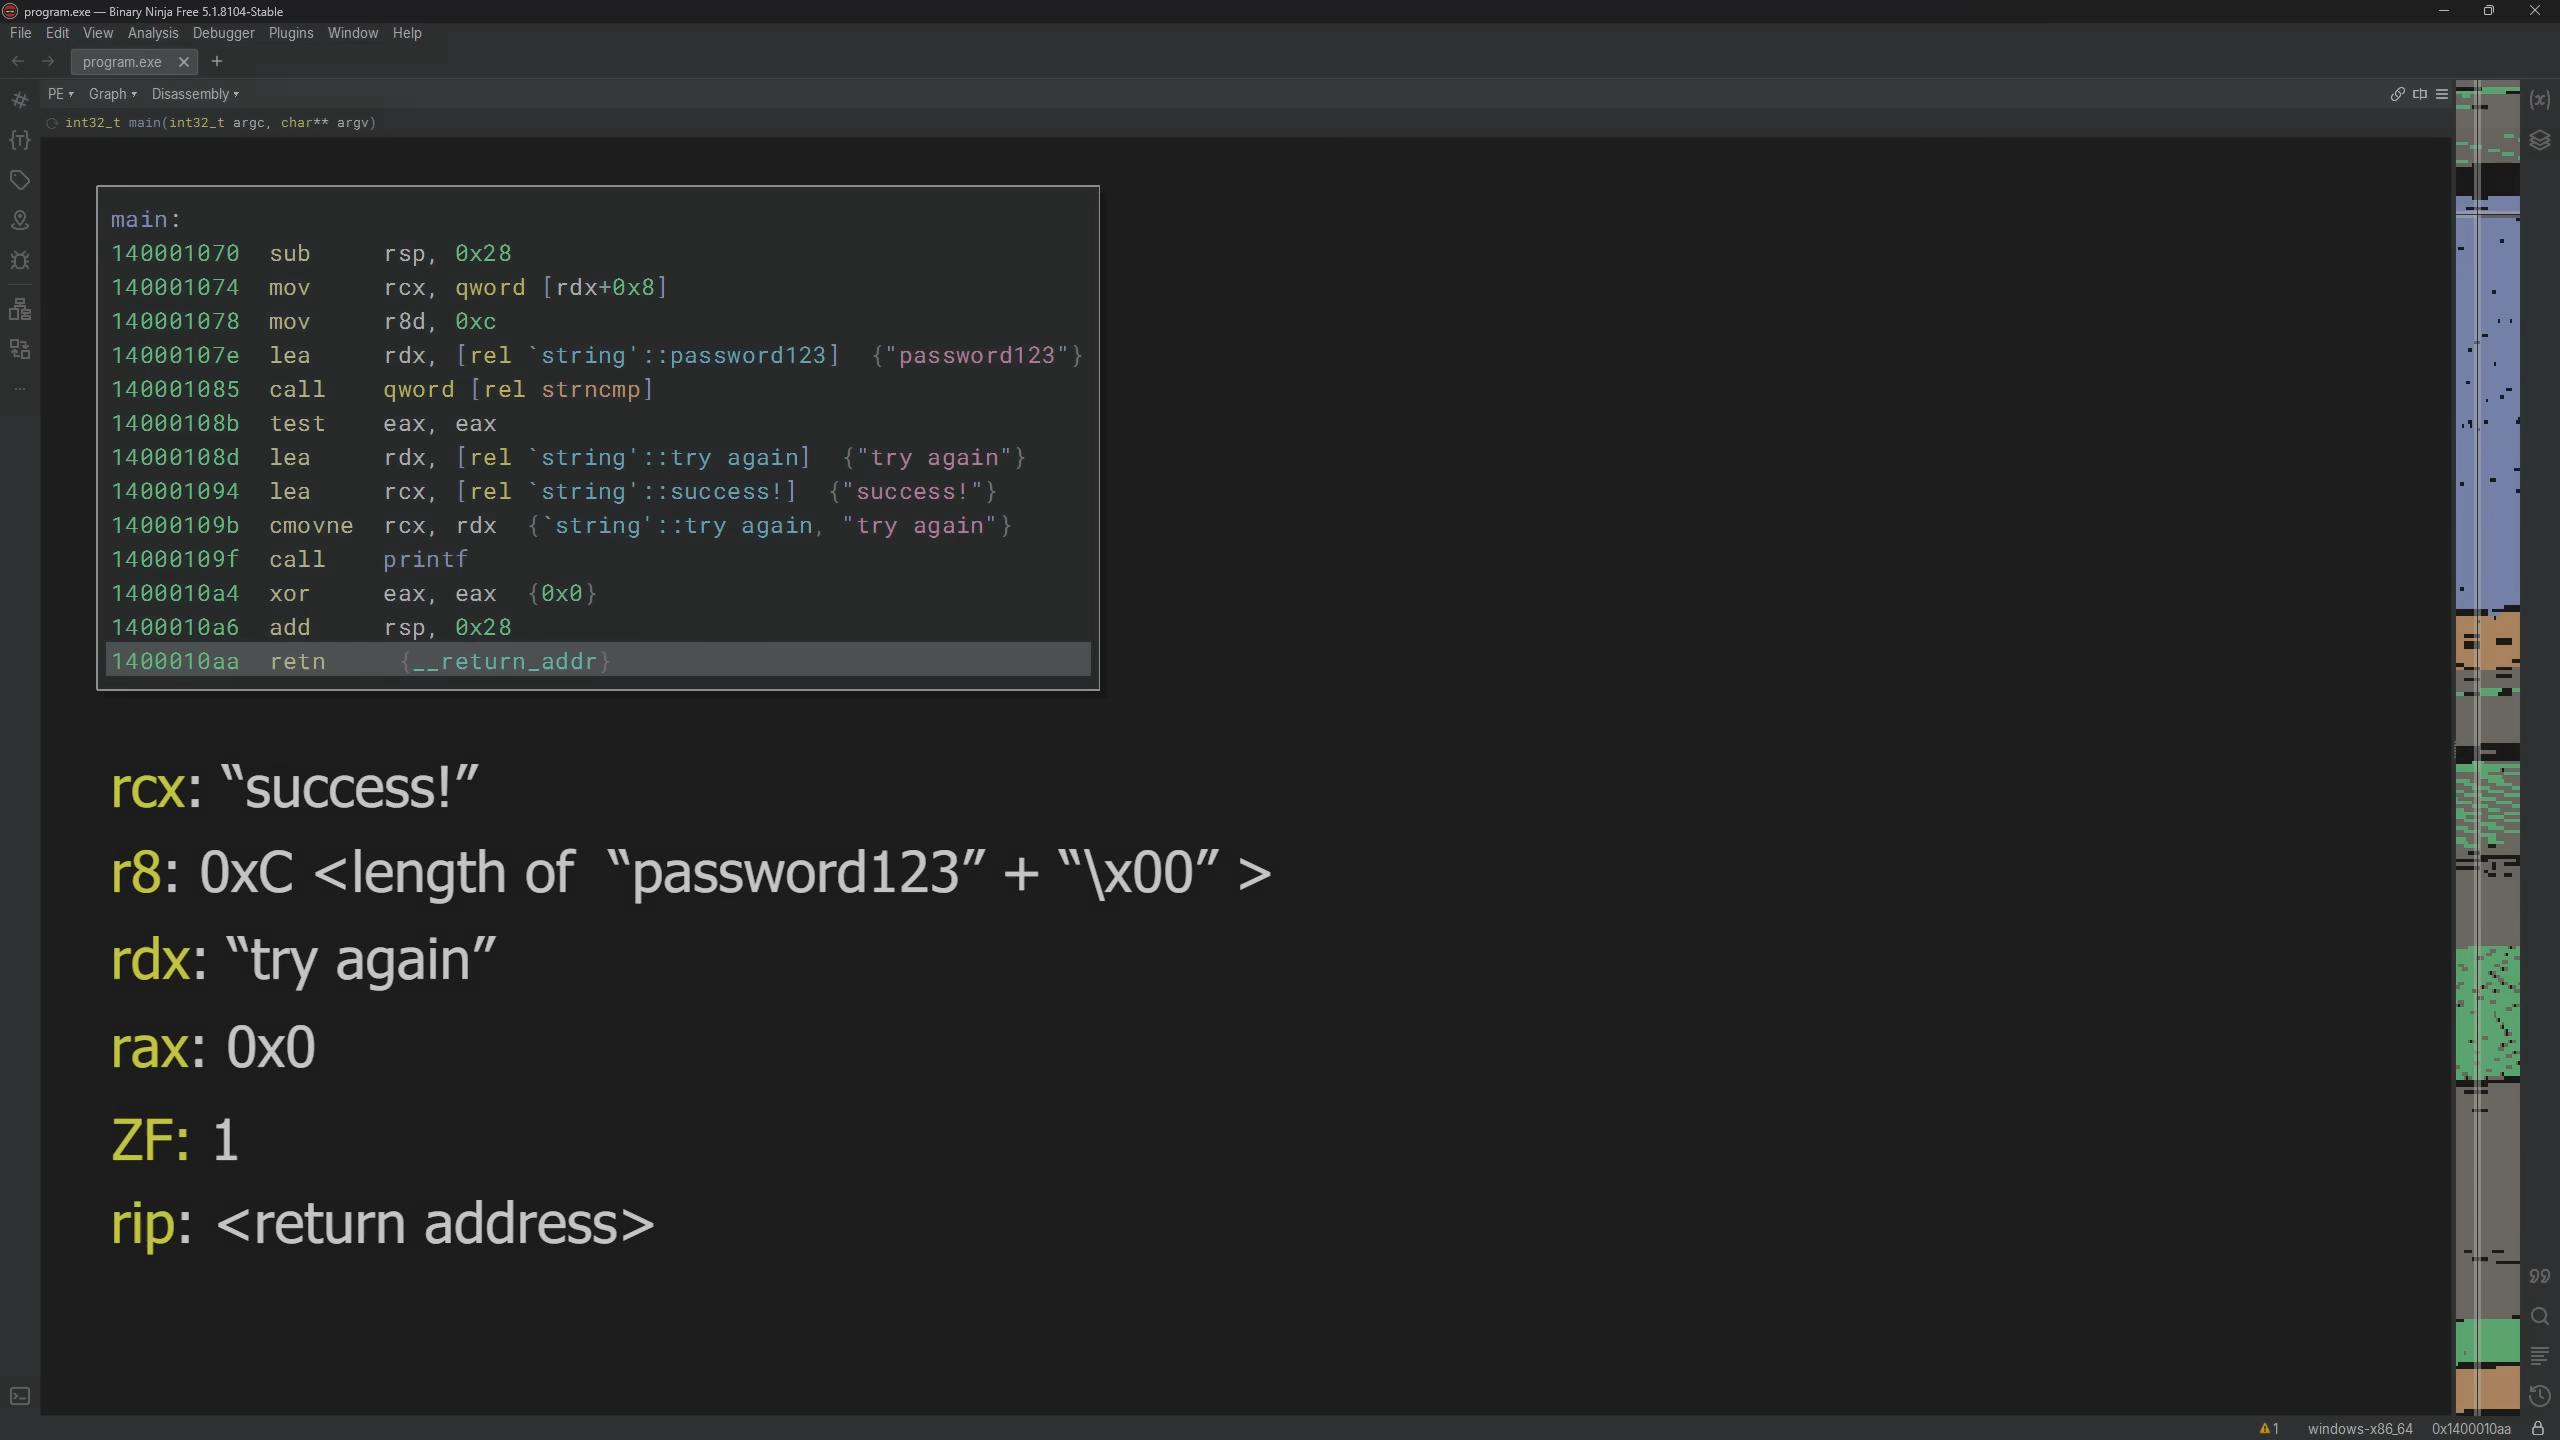 program.exe — Binary Ninja Free 5.1.8104-Stable
File Edit View Analysis Debugger Plugins Window Help
program.exe
PE Graph Disassembly
int32_t main(int32_t argc, char** argv)
main:
140001070 sub rsp, 0x28
140001074 mov rcx, qword [rdx+0x8]
140001078 mov r8d, 0xc
14000107e lea rdx, [rel `string'::password123] {"password123"}
140001085 call qword [rel strncmp]
14000108b test eax, eax
14000108d lea rdx, [rel `string'::try again] {"try again"}
140001094 lea rcx, [rel `string'::success!] {"success!"}
14000109b cmovne rcx, rdx {`string'::try again, "try again"}
14000109f call printf
1400010a4 xor eax, eax {0x0}
1400010a6 add rsp, 0x28
1400010aa retn {__return_addr}
rcx: “success!”
r8: 0xC <length of “password123” + “\x00” >
rdx: “try again”
rax: 0x0
ZF: 1
rip: <return address>
1 windows-x86_64 0x1400010aa